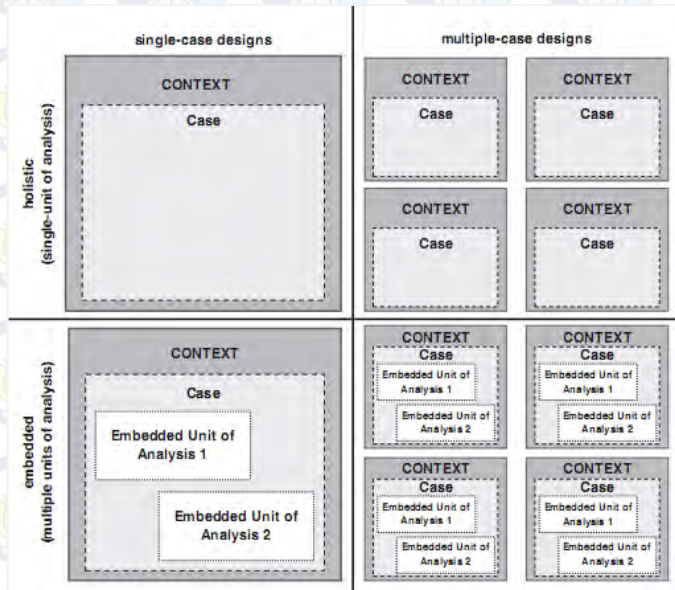 single-case designs
multiple-case designs
holistic
(single-unit of analysis)
CONTEXT
Case
CONTEXT
Case
CONTEXT
Case
CONTEXT
Case
CONTEXT
Case
embedded
(multiple units of analysis)
CONTEXT
Case
Embedded Unit of
Analysis 1
Embedded Unit of
Analysis 2
CONTEXT
Case
Embedded Unit of
Analysis 1
Embedded Unit of
Analysis 2
CONTEXT
Case
Embedded Unit of
Analysis 1
Embedded Unit of
Analysis 2
CONTEXT
Case
Embedded Unit of
Analysis 1
Embedded Unit of
Analysis 2
CONTEXT
Case
Embedded Unit of
Analysis 1
Embedded Unit of
Analysis 2